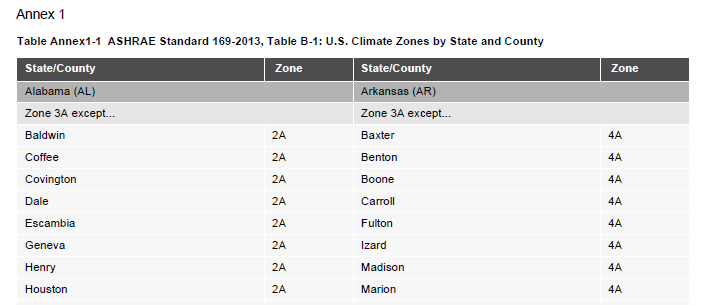 Annex 1
Table Annex1-1 ASHRAE Standard 169-2013, Table B-1: U.S. Climate Zones by State and County
State/County Zone State/County Zone
Alabama (AL) Arkansas (AR)
Zone 3A except... Zone 3A except...
Baldwin 2A Baxter 4A
Coffee 2A Benton 4A
Covington 2A Boone 4A
Dale 2A Carroll 4A
Escambia 2A Fulton 4A
Geneva 2A Izard 4A
Henry 2A Madison 4A
Houston 2A Marion 4A